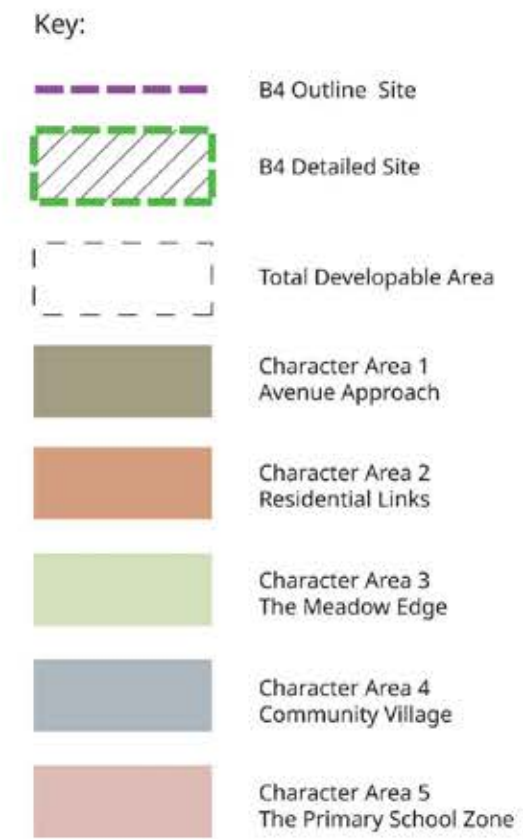 Key:
B4 Outline Site
B4 Detailed Site
Total Developable Area
Character Area 1
Avenue Approach
Character Area 2
Residential Links
Character Area 3
The Meadow Edge
Character Area 4
Community Village
Character Area 5
The Primary School Zone